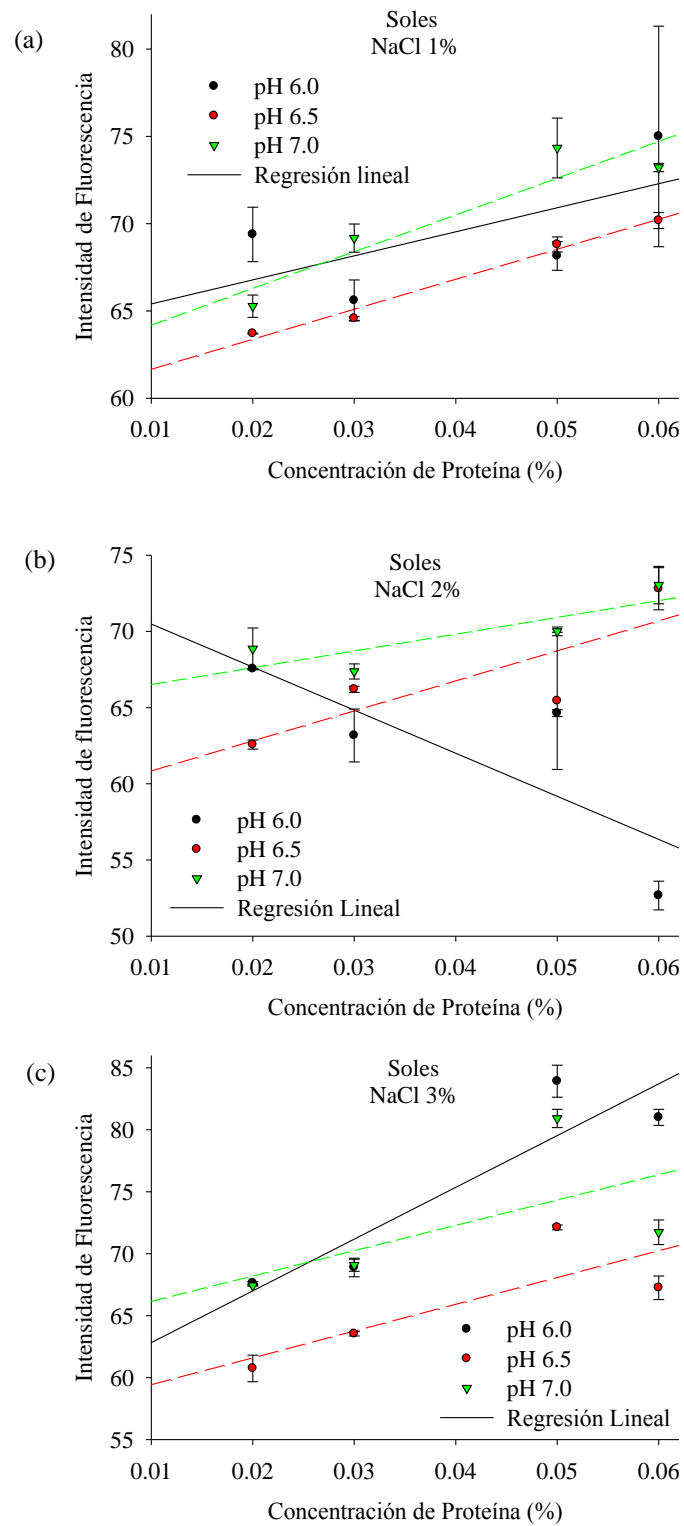 (a)
Soles
NaCl 1%
pH 6.0
pH 6.5
pH 7.0
Regresión lineal
Intensidad de Fluorescencia
80
75
70
65
60
0.01 0.02 0.03 0.04 0.05 0.06
Concentración de Proteína (%)
(b)
Soles
NaCl 2%
Intensidad de fluorescencia
75
70
65
60
55
50
pH 6.0
pH 6.5
pH 7.0
Regresión Lineal
0.01 0.02 0.03 0.04 0.05 0.06
Concentración de Proteína (%)
(c)
Soles
NaCl 3%
Intensidad de Fluorescencia
85
80
75
70
65
60
55
pH 6.0
pH 6.5
pH 7.0
Regresión Lineal
0.01 0.02 0.03 0.04 0.05 0.06
Concentración de Proteína (%)